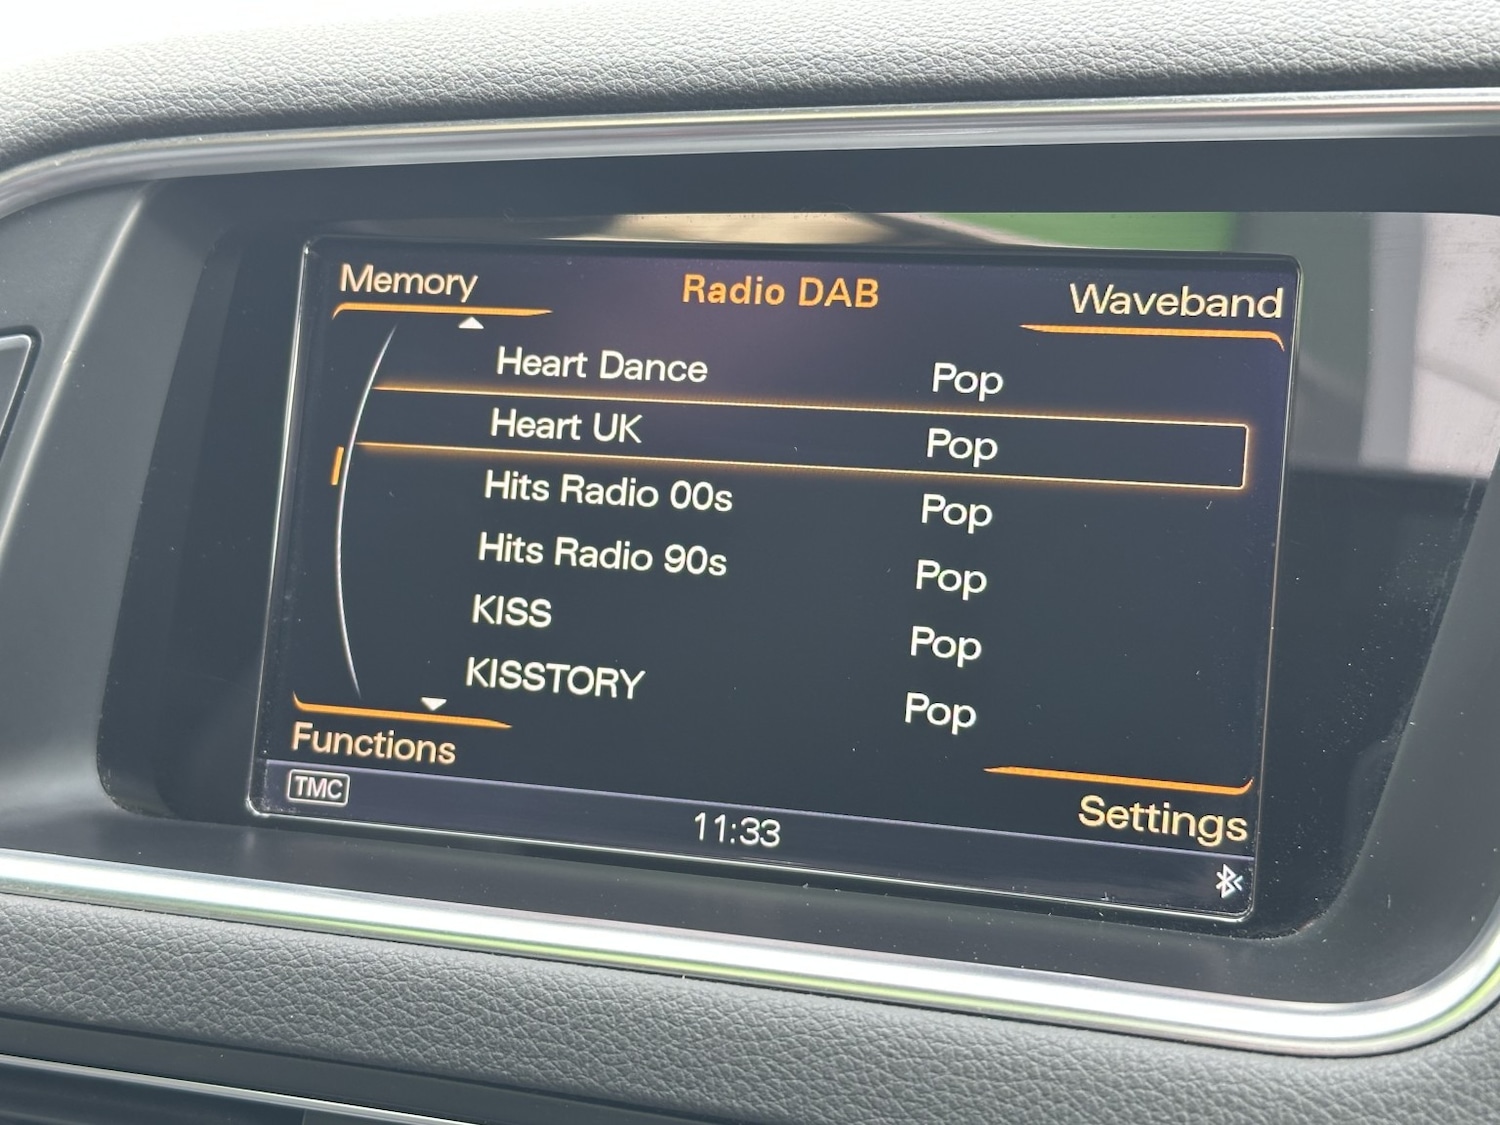 Memory
Radio DAB
Waveband
Heart Dance Pop
Heart UK Pop
Hits Radio 00s Pop
Hits Radio 90s Pop
KISS Pop
KISSTORY Pop
Functions
Settings
TMC
11:33